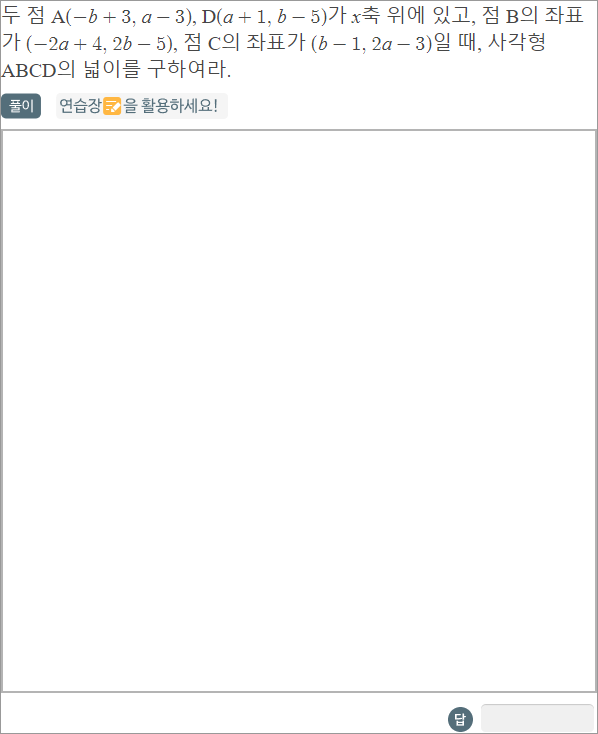 두 점 A(−b + 3, a − 3), D(a + 1, b − 5)가 x축 위에 있고, 점 B의 좌표
가 (−2a + 4, 2b − 5), 점 C의 좌표가 (b − 1, 2a − 3)일 때, 사각형
ABCD의 넓이를 구하여라.
풀이 연습장을 활용하세요!
답